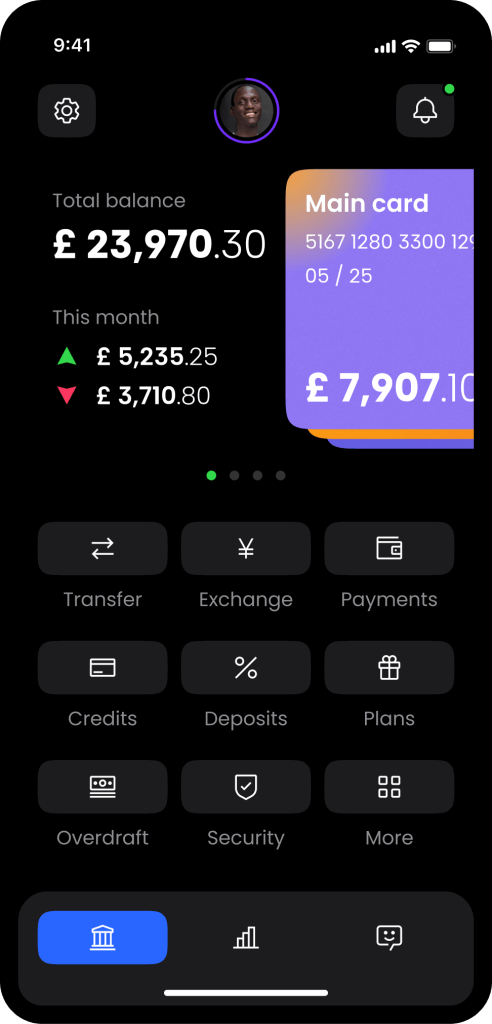 9:41
Total balance
£ 23,970.30
This month
£ 5,235.25
£ 3,710.80
Main card
5167 1280 3300
05 / 25
£ 7,907.10
Transfer
Exchange
Payments
Credits
Deposits
Plans
Overdraft
Security
More